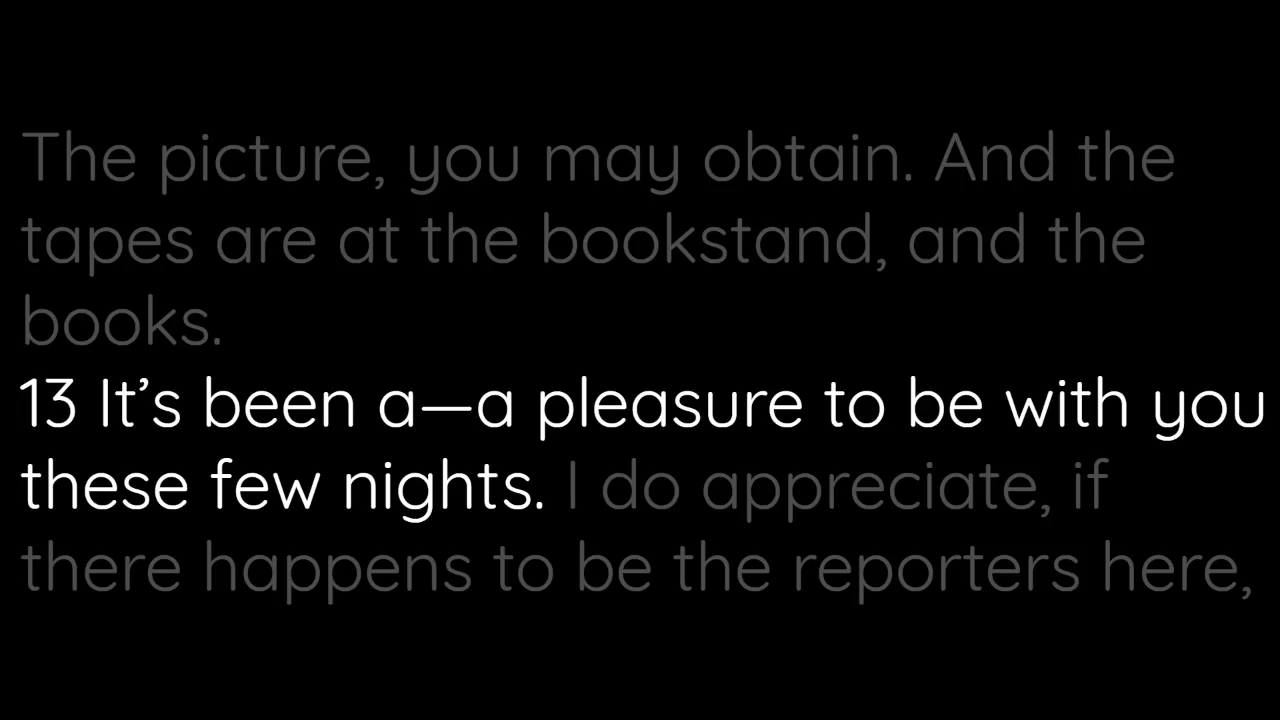 The picture, you may obtain. And the
tapes are at the bookstand, and the
books.
13 It’s been a—a pleasure to be with you
these few nights. I do appreciate, if
there happens to be the reporters here,